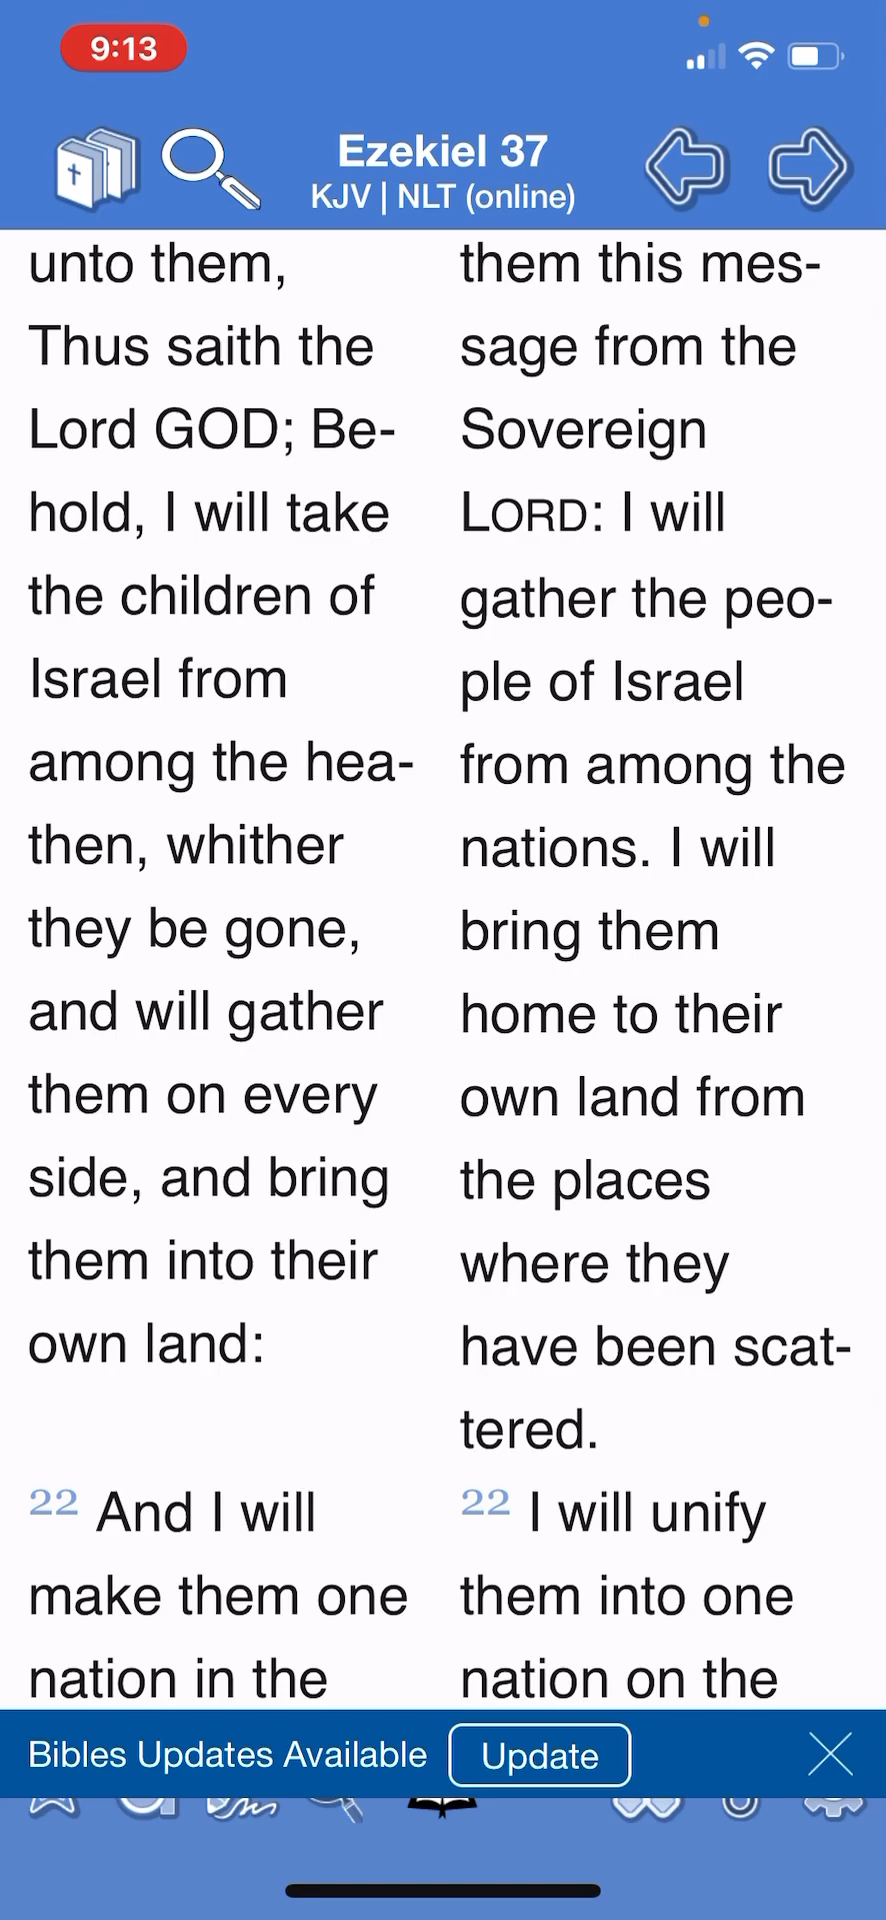 9:13
Ezekiel 37
KJV | NLT (online)
unto them,
Thus saith the
Lord GOD; Be-
hold, I will take
the children of
Israel from
among the hea-
then, whither
they be gone,
and will gather
them on every
side, and bring
them into their
own land:
22 And I will
make them one
nation in the
them this mes-
sage from the
Sovereign
LORD: I will
gather the peo-
ple of Israel
from among the
nations. I will
bring them
home to their
own land from
the places
where they
have been scat-
tered.
22 I will unify
them into one
nation on the
Bibles Updates Available
Update